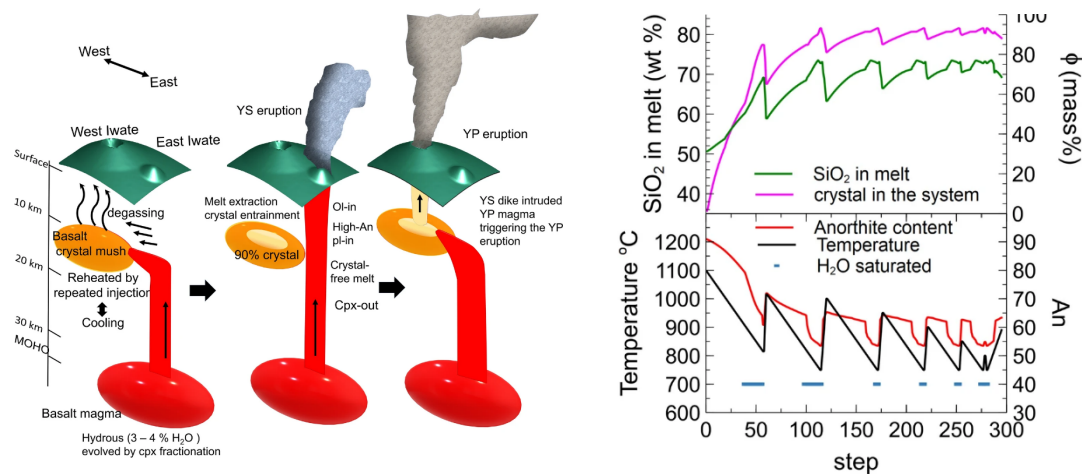 West
East
West Iwate
East Iwate
Surface
10 km
20 km
30 km
MOHO
degassing
Basalt
crystal mush
Reheated by
repeated injection
Cooling
Basalt magma
Hydrous (3 – 4 % H₂O )
evolved by cpx fractionation
YS eruption
Melt extraction
crystal entrainment
90% crystal
Ol-in
High-An
pl-in
Crystal-
free melt
Cpx-out
YP eruption
YS dike intruded
YP magma
triggering the YP
eruption
SiO₂ in melt (wt %)
80
70
60
50
40
100
80
60
40
20
0
ϕ (mass%)
SiO₂ in melt
crystal in the system
Temperature °C
1200
1100
1000
900
800
700
600
90
80
70
60
50
40
30
An
Anorthite content
Temperature
H₂O saturated
0 50 100 150 200 250 300
step